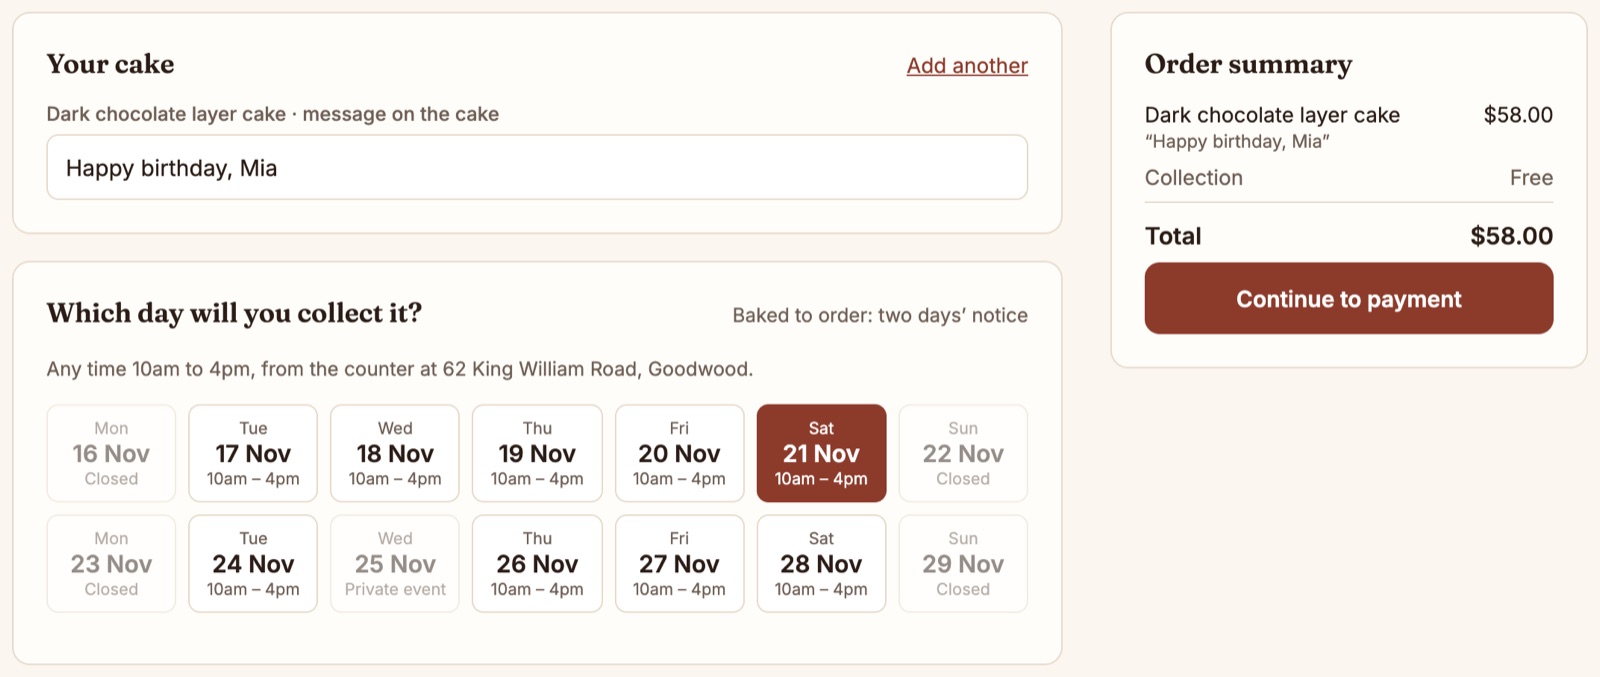 Your cake
Add another
Dark chocolate layer cake · message on the cake
Happy birthday, Mia
Which day will you collect it?
Baked to order: two days’ notice
Any time 10am to 4pm, from the counter at 62 King William Road, Goodwood.
Mon
16 Nov
Closed
Tue
17 Nov
10am – 4pm
Wed
18 Nov
10am – 4pm
Thu
19 Nov
10am – 4pm
Fri
20 Nov
10am – 4pm
Sat
21 Nov
10am – 4pm
Sun
22 Nov
Closed
Mon
23 Nov
Closed
Tue
24 Nov
10am – 4pm
Wed
25 Nov
Private event
Thu
26 Nov
10am – 4pm
Fri
27 Nov
10am – 4pm
Sat
28 Nov
10am – 4pm
Sun
29 Nov
Closed
Order summary
Dark chocolate layer cake $58.00
“Happy birthday, Mia”
Collection Free
Total $58.00
Continue to payment